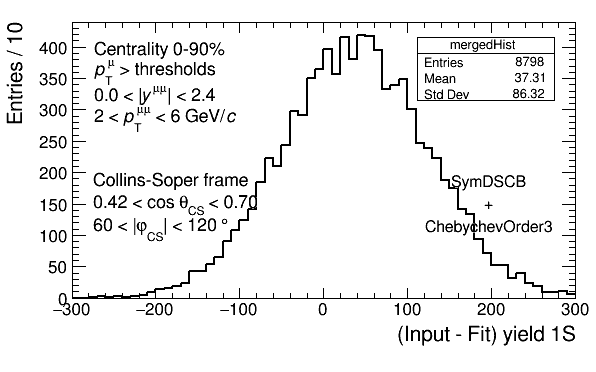 Entries / 10
400
350
300
250
200
150
100
50
0
Centrality 0-90%
p_T^μ > thresholds
0.0 < |y^μμ| < 2.4
2 < p_T^μμ < 6 GeV/c
mergedHist
Entries 8798
Mean 37.31
Std Dev 86.32
Collins-Soper frame
0.42 < cos θ_CS < 0.70
60 < |φ_CS| < 120 °
SymDSCB
+
ChebychevOrder3
−300 −200 −100 0 100 200 300
(Input - Fit) yield 1S